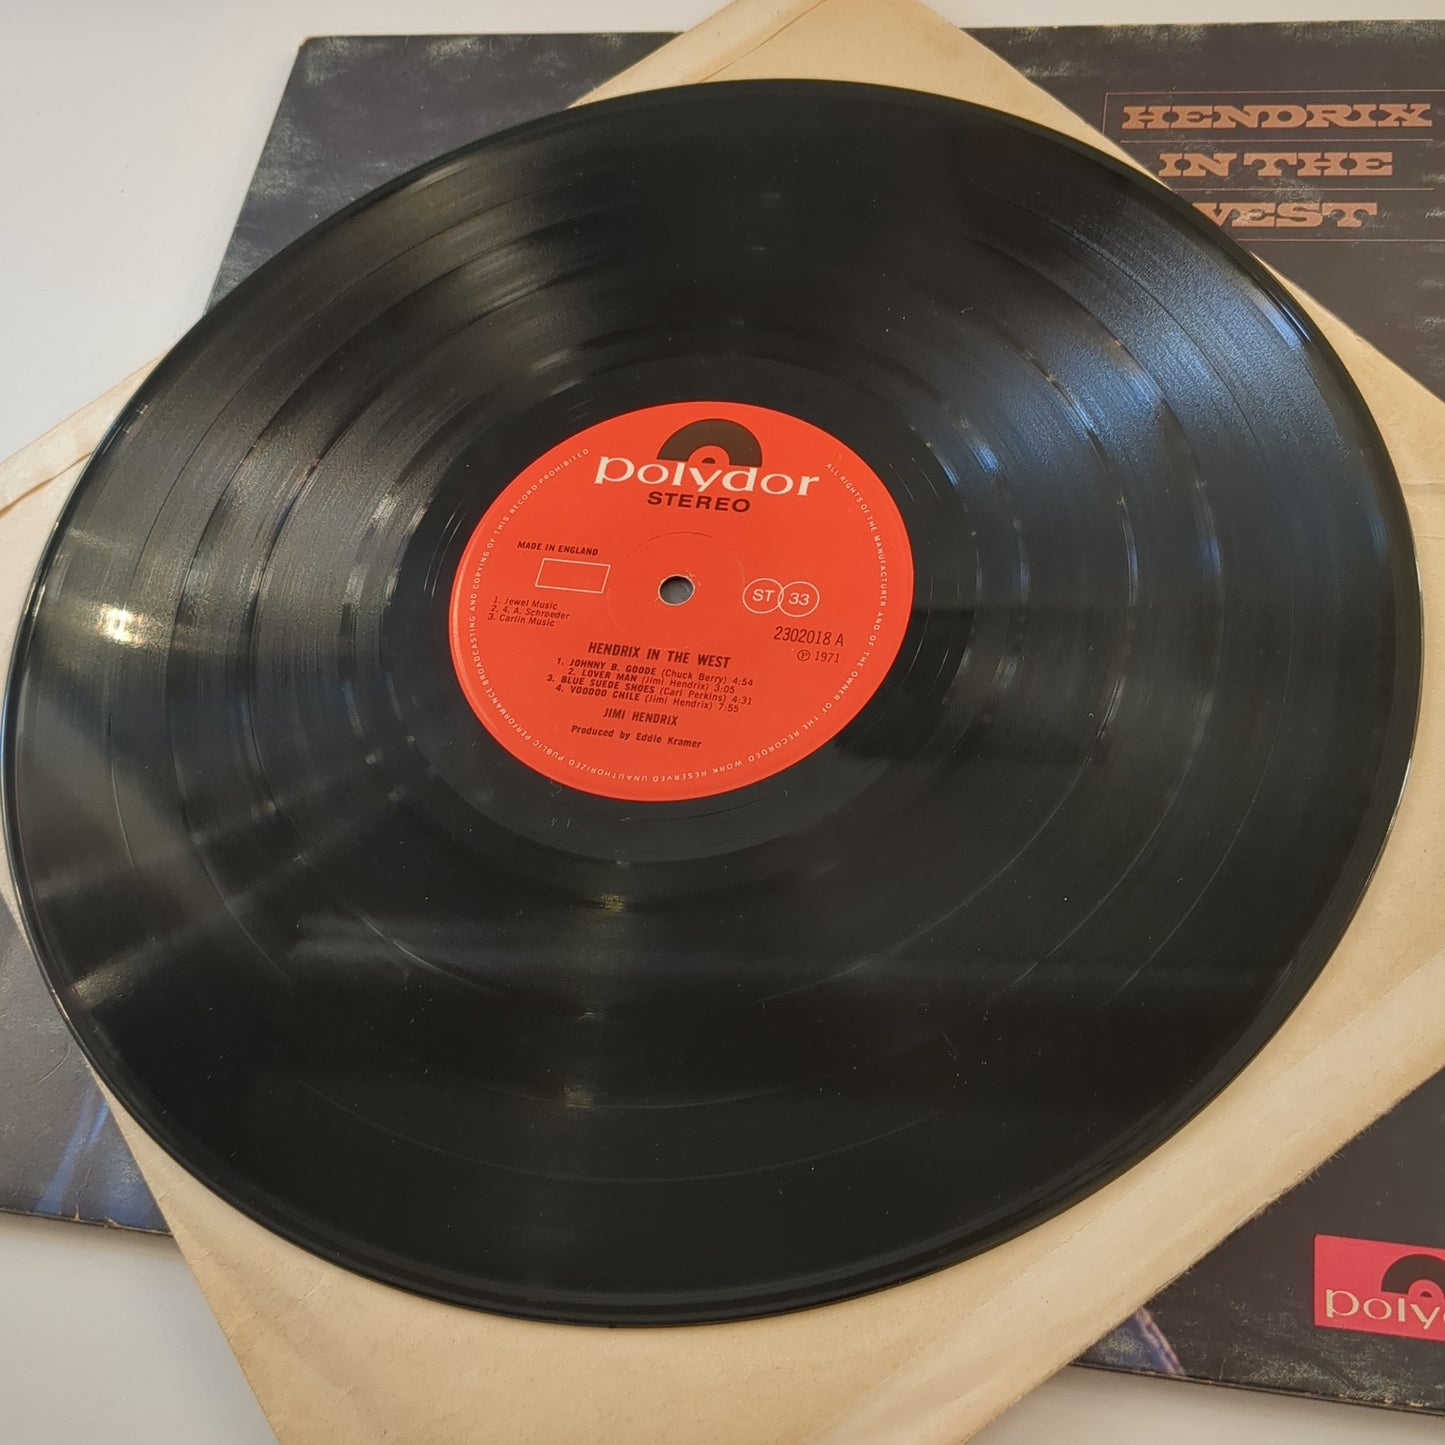 HENDRIX
IN THE
WEST
polydor
STEREO
MADE IN ENGLAND
1. Jewel Music
2. 4. A. Schroeder
3. Carlin Music
ST 33
2302018 A
℗ 1971
HENDRIX IN THE WEST
1. JOHNNY B. GOODE (Chuck Berry) 4:54
2. LOVER MAN (Jimi Hendrix) 3:05
3. BLUE SUEDE SHOES (Carl Perkins) 4:31
4. VOODOO CHILE (Jimi Hendrix) 7:55
JIMI HENDRIX
Produced by Eddie Kramer
ALL RIGHTS OF THE MANUFACTURER AND OF THE OWNER OF THE RECORDED WORK RESERVED UNAUTHORIZED PUBLIC PERFORMANCE BROADCASTING AND COPYING OF THIS RECORD PROHIBITED
polyd